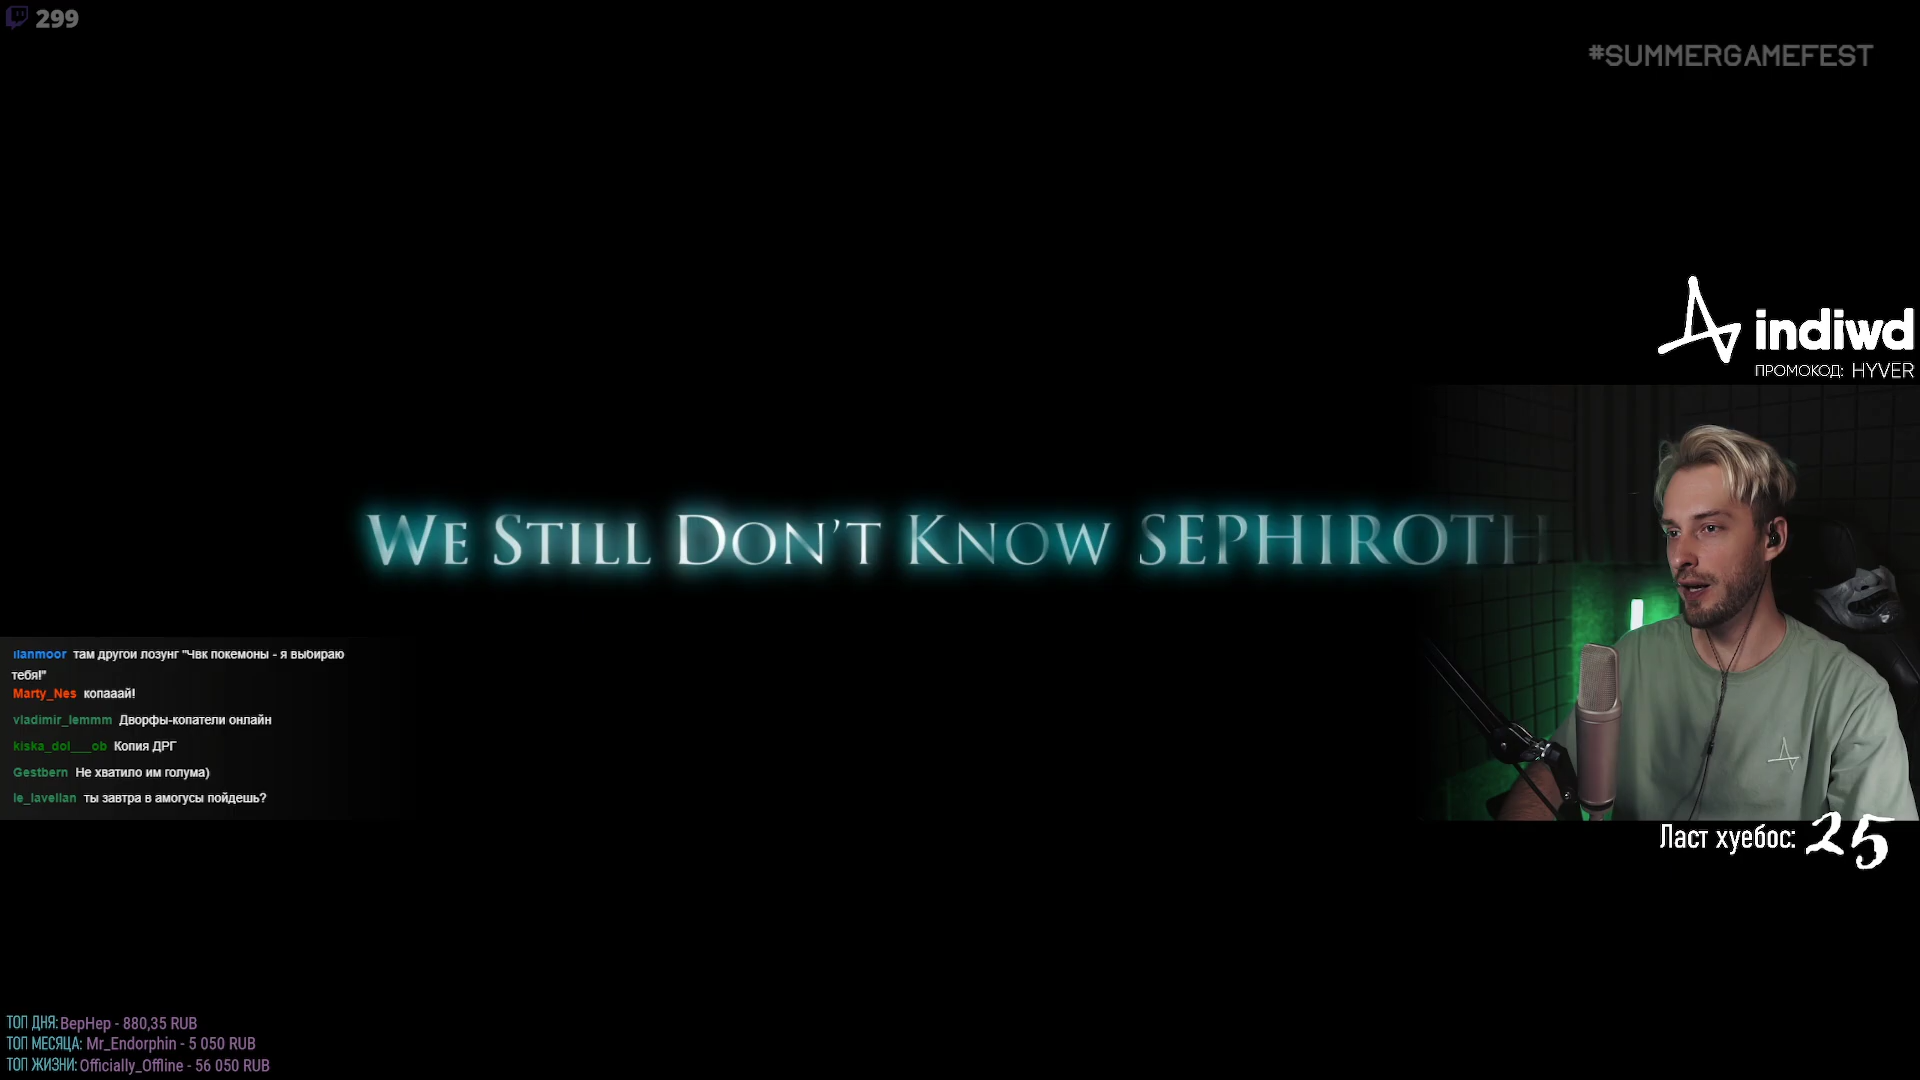 299
#SUMMERGAMEFEST
indiwd
ПРОМОКОД: HYVER
WE STILL DON'T KNOW SEPHIROTH
ilanmoor там другой лозунг "Чвк покемоны - я выбираю
тебя!"
Marty_Nes копааай!
vladimir_lemmm Дворфы-копатели онлайн
kiska_dol___ob Копия ДРГ
Gestbern Не хватило им голума)
le_lavellan ты завтра в амогусы пойдешь?
Ласт хуебос: 25
ТОП ДНЯ: ВерНер - 880,35 RUB
ТОП МЕСЯЦА: Mr_Endorphin - 5 050 RUB
ТОП ЖИЗНИ: Officially_Offline - 56 050 RUB